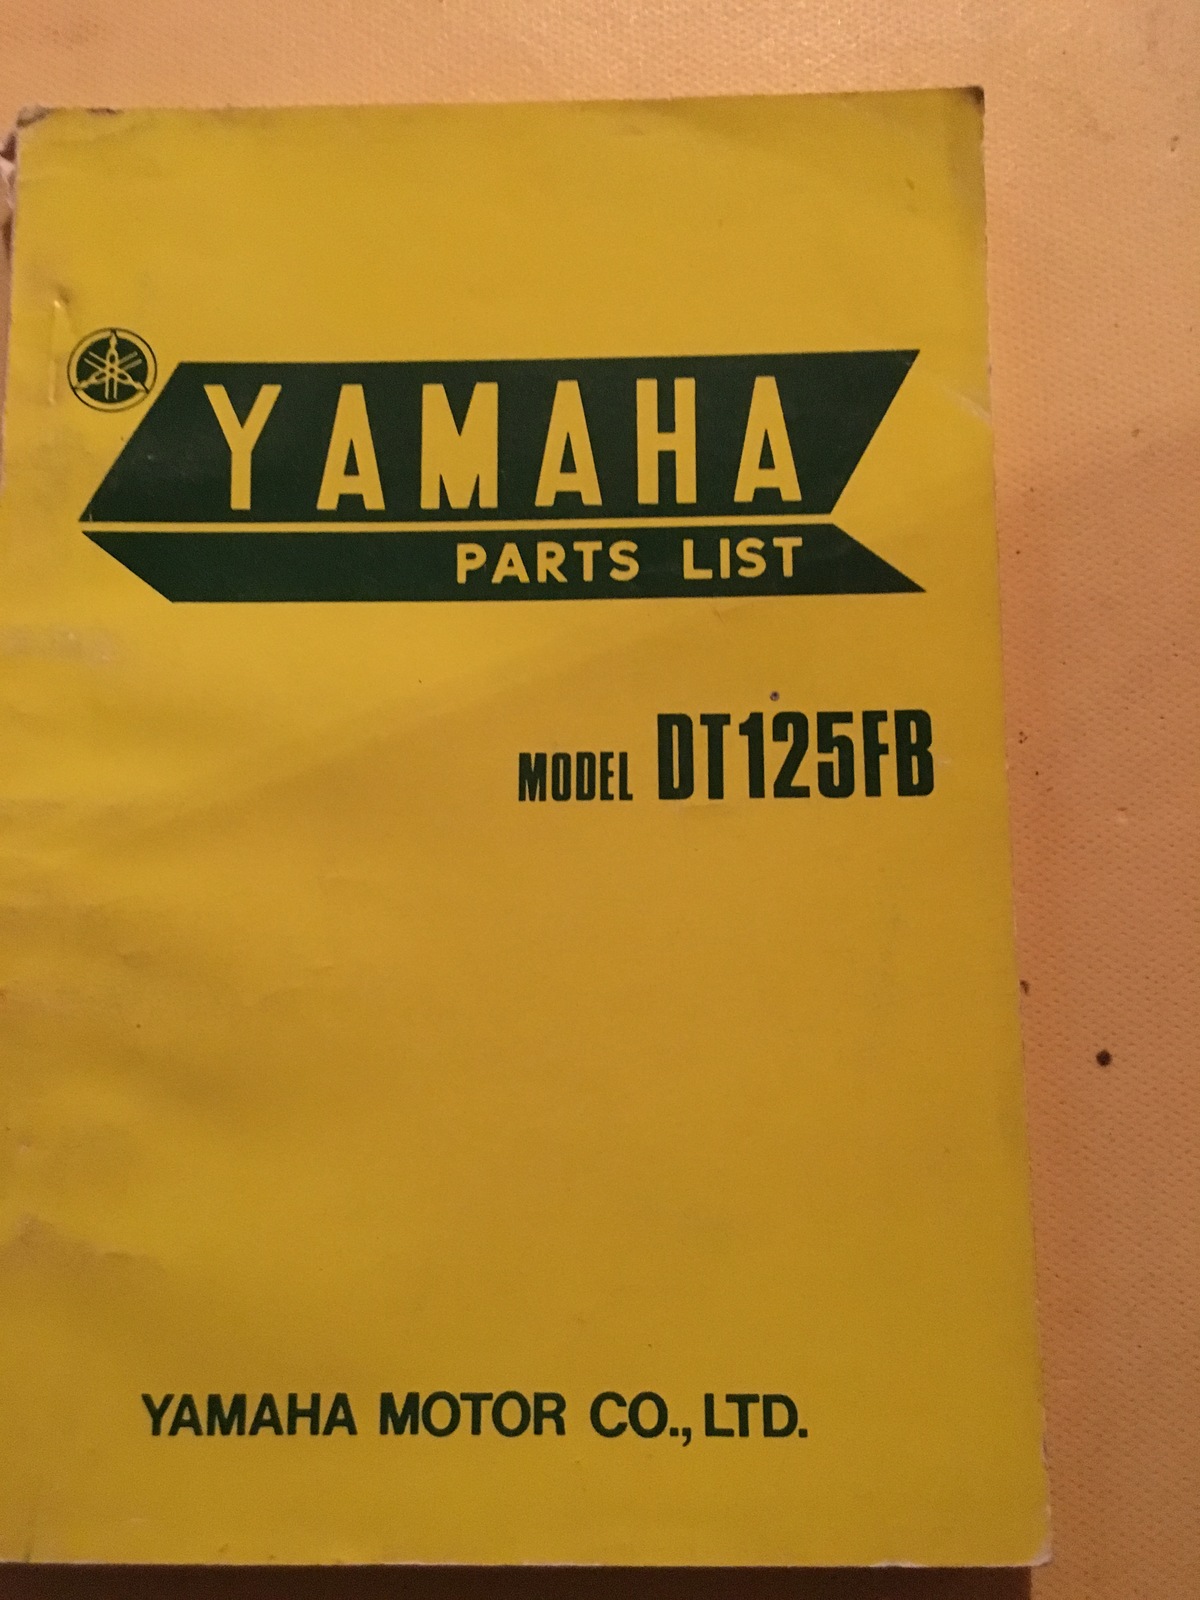 YAMAHA
PARTS LIST
MODEL DT125FB
YAMAHA MOTOR CO., LTD.